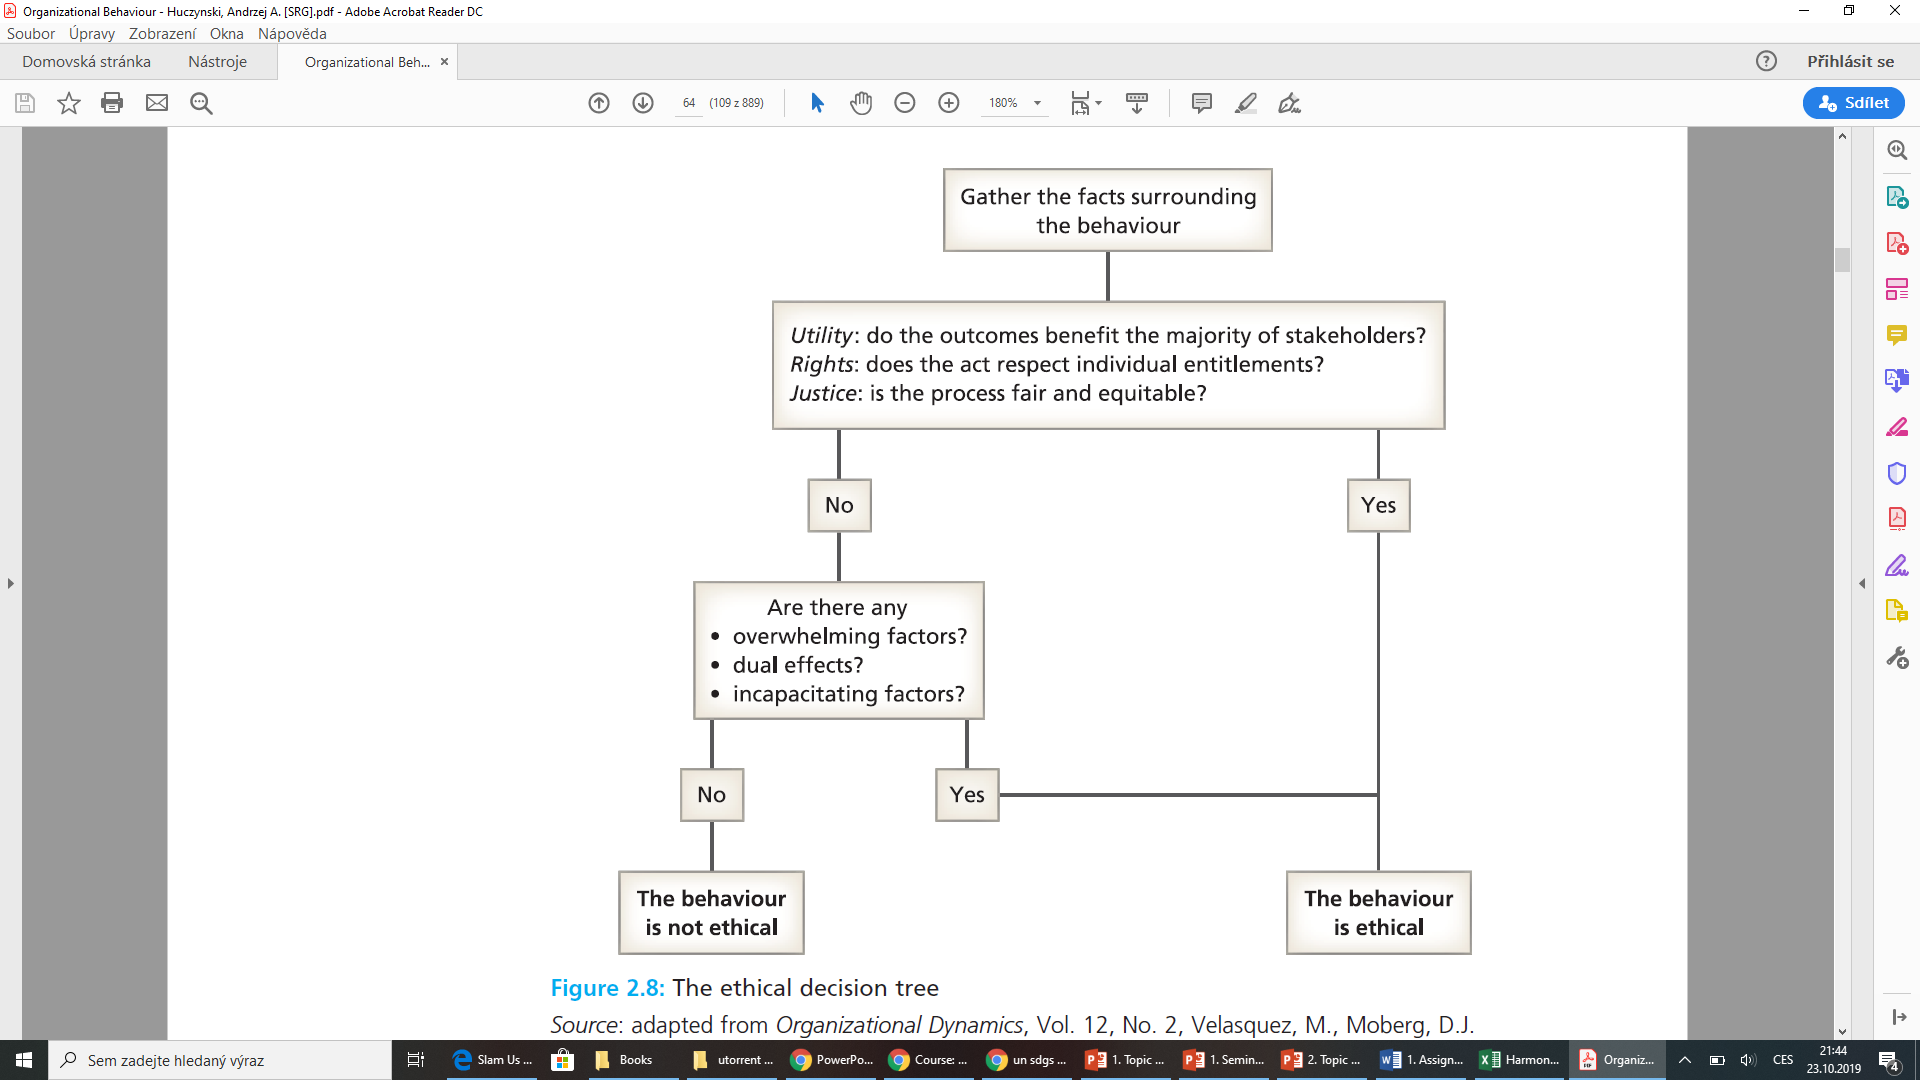 Organizational Behaviour - Huczynski, Andrzej A. [SRG].pdf - Adobe Acrobat Reader DC
Soubor Úpravy Zobrazení Okna Nápověda
Domovská stránka Nástroje Organizational Beh... × Přihlásit se
64 (109 z 889) 180% Sdílet
Gather the facts surrounding
the behaviour
Utility: do the outcomes benefit the majority of stakeholders?
Rights: does the act respect individual entitlements?
Justice: is the process fair and equitable?
No Yes
Are there any
• overwhelming factors?
• dual effects?
• incapacitating factors?
No Yes
The behaviour
is not ethical
The behaviour
is ethical
Figure 2.8: The ethical decision tree
Source: adapted from Organizational Dynamics, Vol. 12, No. 2, Velasquez, M., Moberg, D.J.
Sem zadejte hledaný výraz Slam Us ... Books utorrent ... PowerPo... Course: ... un sdgs ... 1. Topic ... 1. Semin... 2. Topic ... 1. Assign... Harmon... Organiz... CES
21:44
23.10.2019
4